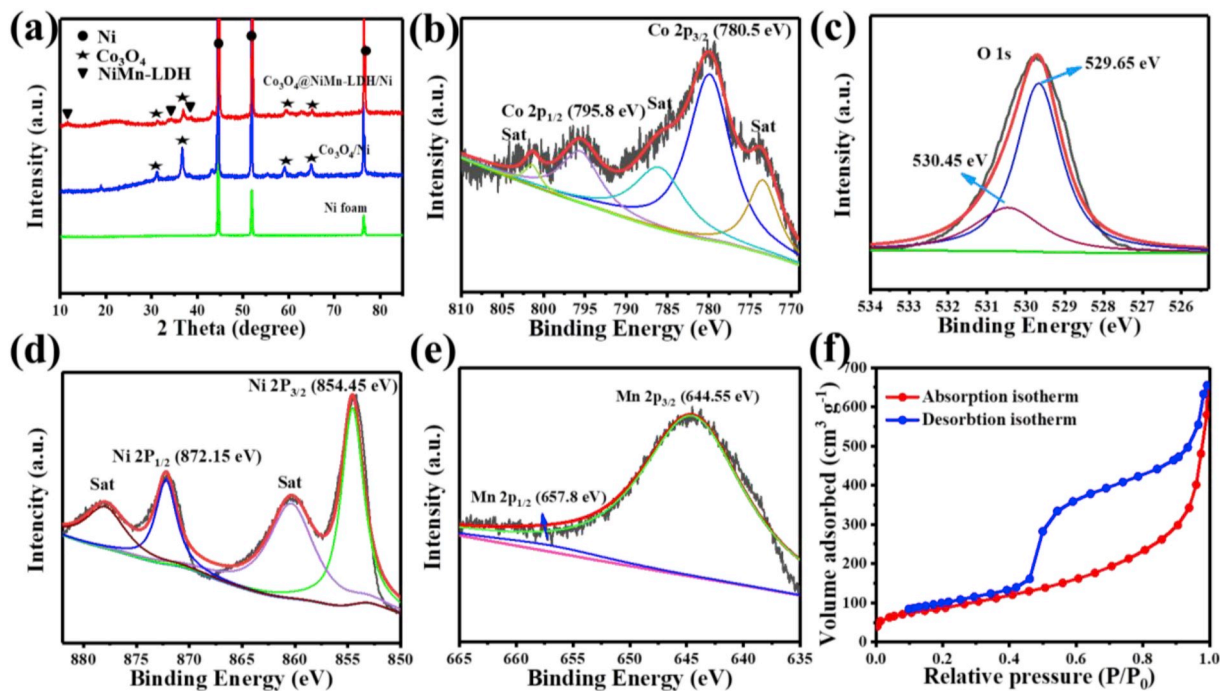 (a)
Ni
Co₃O₄
NiMn-LDH
Co₃O₄@NiMn-LDH/Ni
Co₃O₄/Ni
Ni foam
Intensity (a.u.)
10 20 30 40 50 60 70 80
2 Theta (degree)
(b)
Co 2p₃/₂ (780.5 eV)
Co 2p₁/₂ (795.8 eV)
Sat
Sat
Sat
Intensity (a.u.)
810 800 795 790 785 780 775 770
Binding Energy (eV)
(c)
O 1s
529.65 eV
530.45 eV
Intensity (a.u.)
534 533 531 530 529 528 526
Binding Energy (eV)
(d)
Ni 2P₃/₂ (854.45 eV)
Ni 2P₁/₂ (872.15 eV)
Sat
Sat
Intencity (a.u.)
880 875 870 865 860 855 850
Binding Energy (eV)
(e)
Mn 2p₃/₂ (644.55 eV)
Mn 2p₁/₂ (657.8 eV)
Intensity (a.u.)
665 660 655 650 645 640 635
Binding Energy (eV)
(f)
Absorption isotherm
Desorbtion isotherm
Volume adsorbed (cm³ g⁻¹)
700
600
500
400
300
200
100
0
0.0 0.2 0.4 0.6 0.8 1.0
Relative pressure (P/P₀)